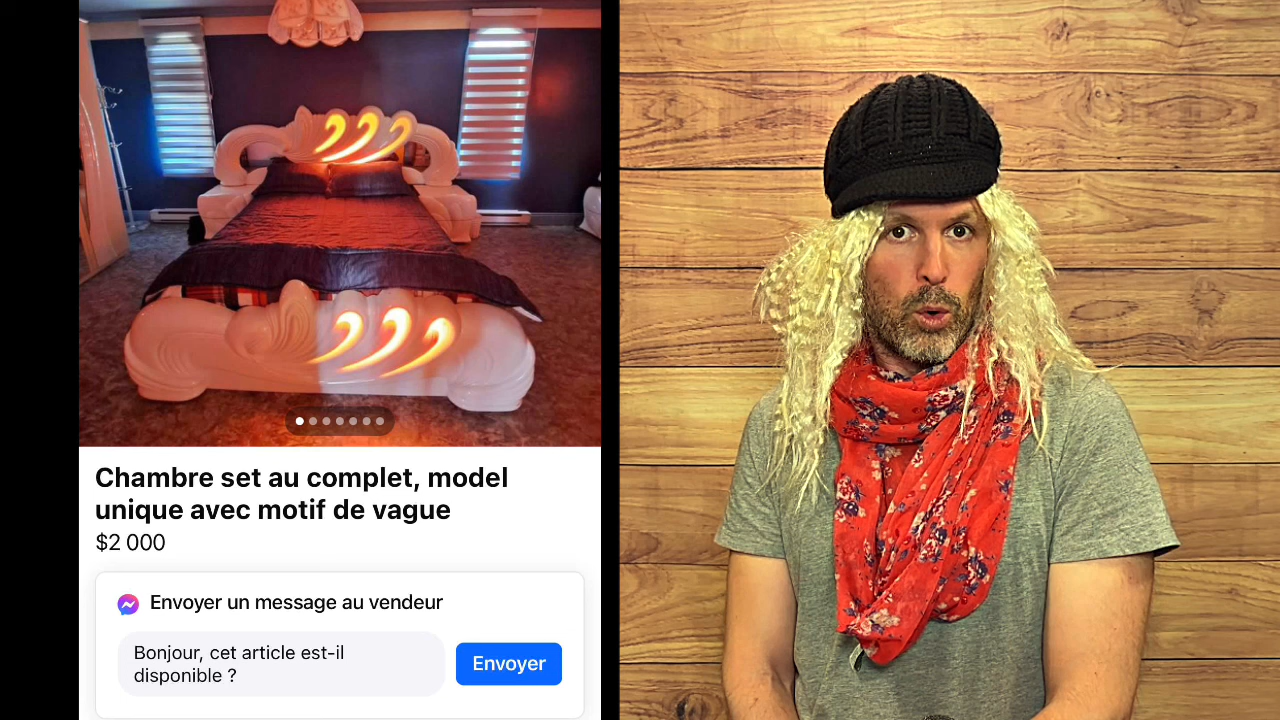 Chambre set au complet, model
unique avec motif de vague
$2 000
Envoyer un message au vendeur
Bonjour, cet article est-il
disponible ?
Envoyer